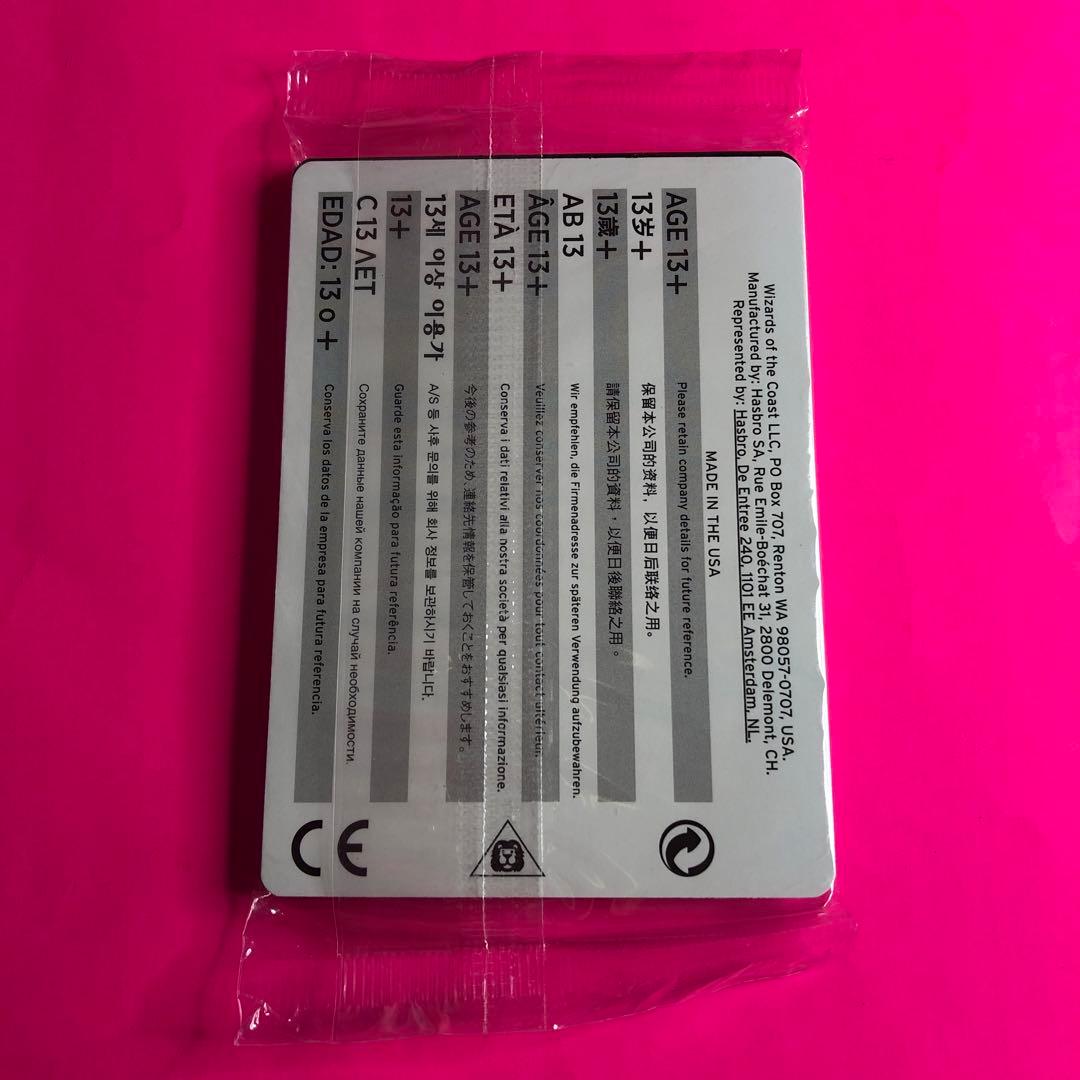 Wizards of the Coast LLC, PO Box 707, Renton WA 98057-0707, USA.
Manufactured by: Hasbro SA, Rue Emile-Boéchat 31, 2800 Delemont, CH.
Represented by: Hasbro, De Entree 240, 1101 EE Amsterdam, NL.
MADE IN THE USA
AGE 13+ Please retain company details for future reference.
13岁+ 保留本公司的资料，以便日后联络之用。
13歲+ 請保留本公司的資料，以便日後聯絡之用。
AB 13 Wir empfehlen, die Firmenadresse zur späteren Verwendung aufzubewahren.
ÂGE 13+ Veuillez conserver nos coordonnées pour tout contact ultérieur.
ETÀ 13+ Conserva i dati relativi alla nostra società per qualsiasi informazione.
AGE 13+ 今後の参考のため、連絡先情報を保管しておくことをおすすめします。
13세 이상 이용가 A/S 등 사후 문의를 위해 회사 정보를 보관하시기 바랍니다.
13+ Guarde esta informação para futura referência.
С 13 ЛЕТ Сохраните данные нашей компании на случай необходимости.
EDAD: 13 o + Conserva los datos de la empresa para futura referencia.
CE